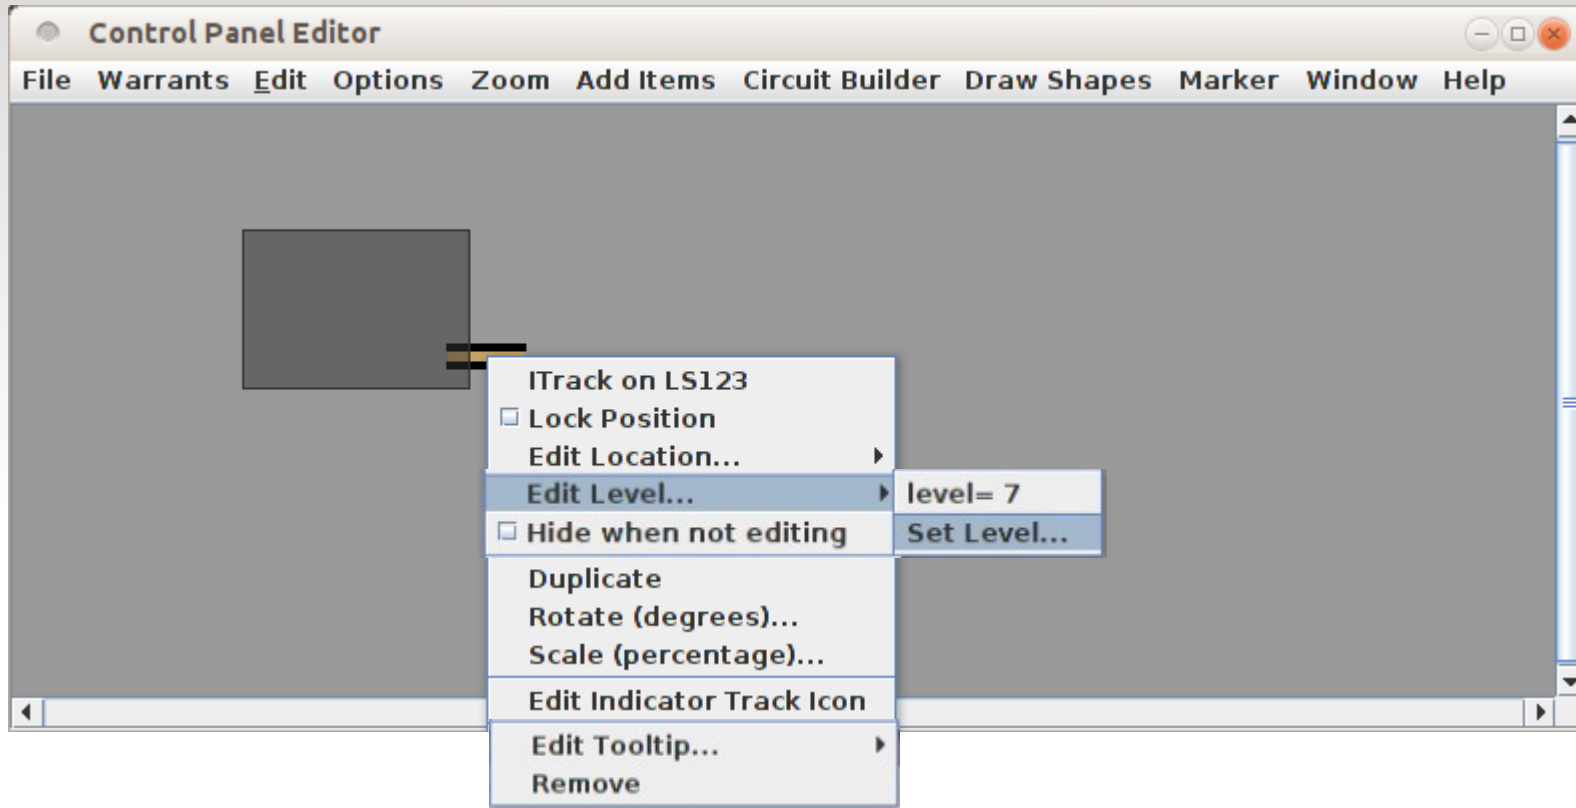 Control Panel Editor
File Warrants Edit Options Zoom Add Items Circuit Builder Draw Shapes Marker Window Help
ITrack on LS123
Lock Position
Edit Location...
Edit Level...
level= 7
Hide when not editing
Set Level...
Duplicate
Rotate (degrees)...
Scale (percentage)...
Edit Indicator Track Icon
Edit Tooltip...
Remove